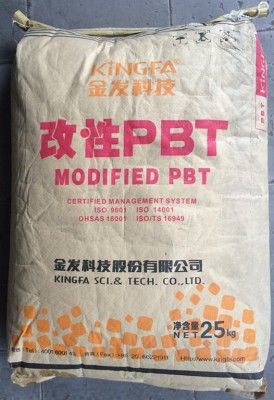 KINGFA
金发科技
改性PBT
MODIFIED PBT
CERTIFIED MANAGEMENT SYSTEM
ISO 9001 ISO 14001
OHSAS 18001 ISO/TS 16949
金发科技股份有限公司
KINGFA SCI.& TECH. CO.,LTD.
净含量
NET 25kg
PBT
KINGFA